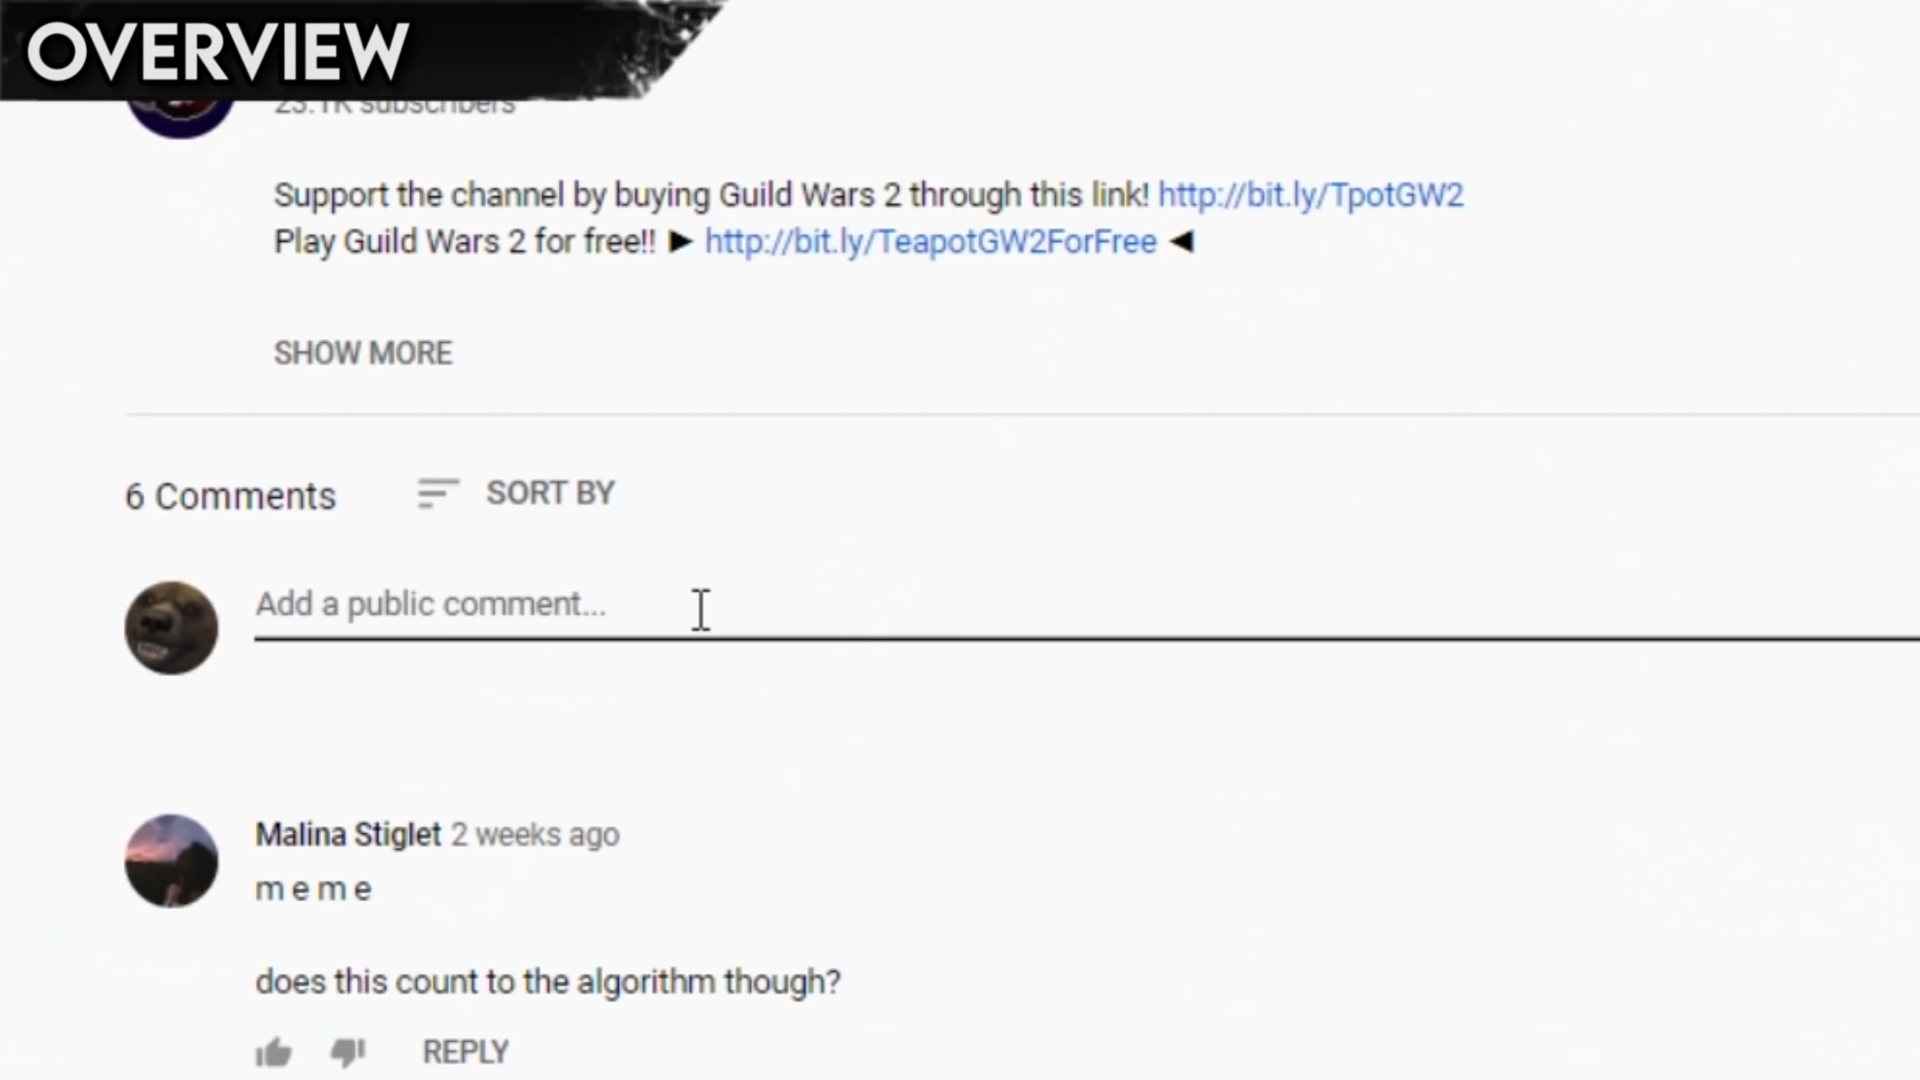 OVERVIEW
23.1K subscribers
Support the channel by buying Guild Wars 2 through this link! http://bit.ly/TpotGW2
Play Guild Wars 2 for free!! ► http://bit.ly/TeapotGW2ForFree ◄
SHOW MORE
6 Comments SORT BY
Add a public comment...
Malina Stiglet 2 weeks ago
m e m e
does this count to the algorithm though?
REPLY